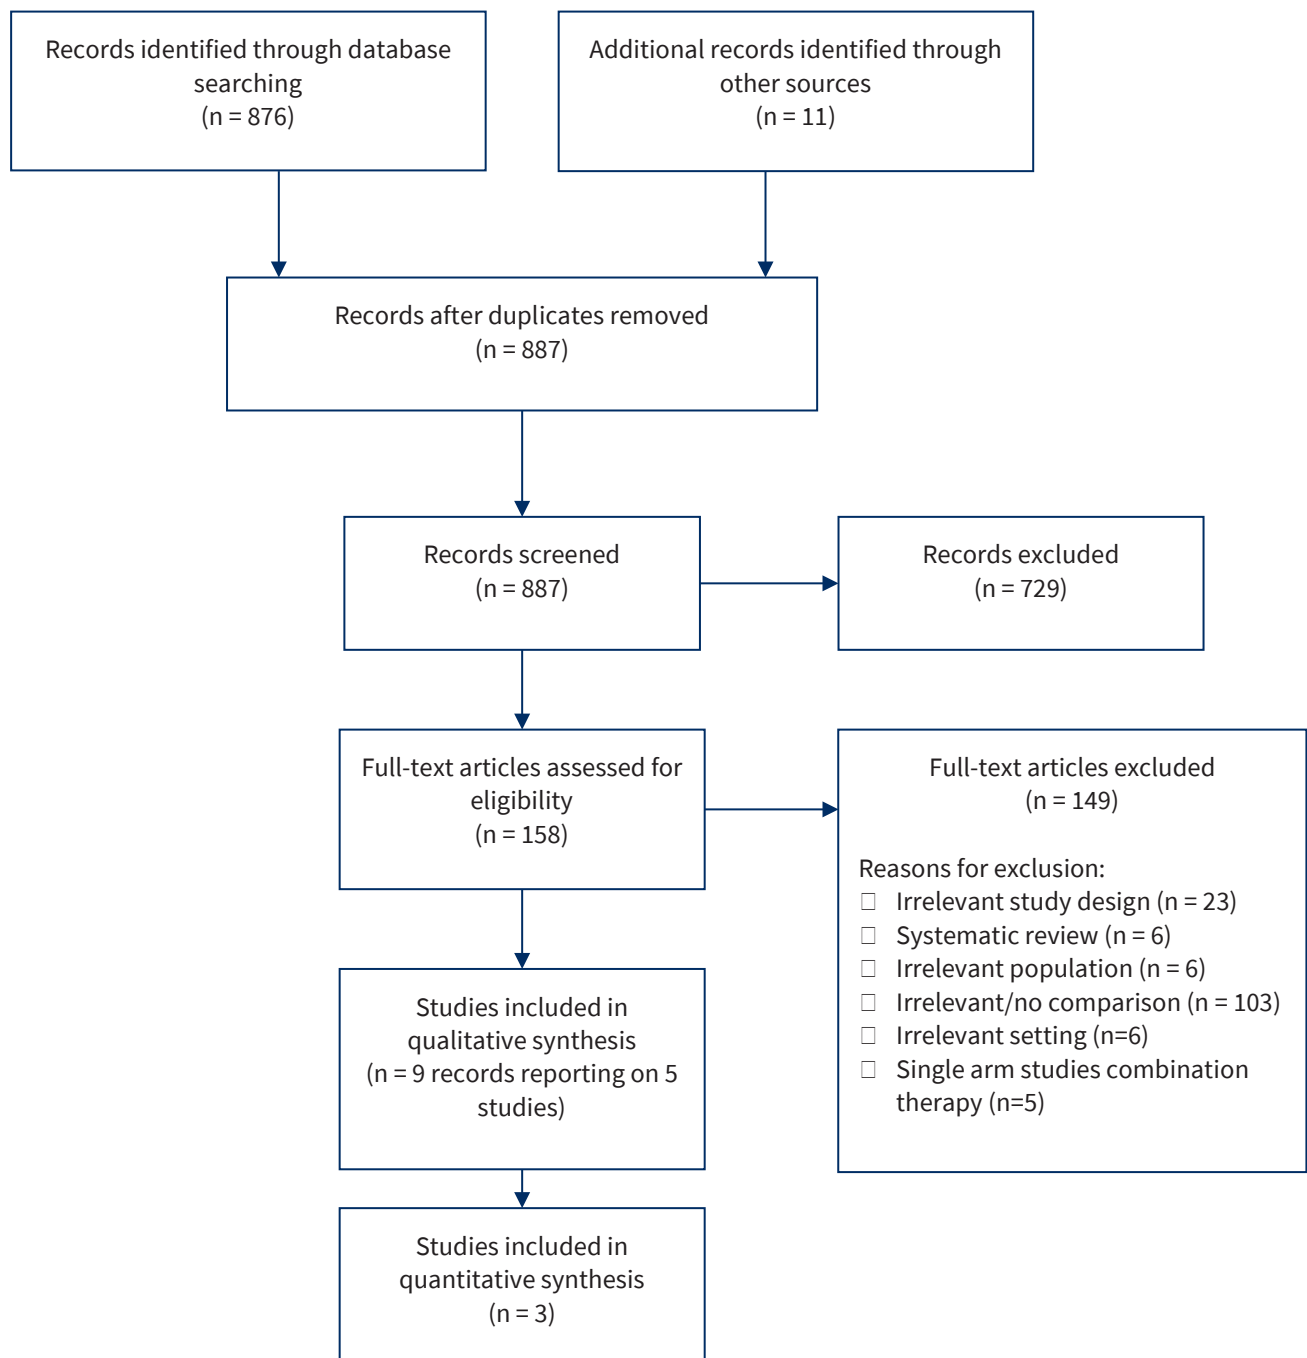 Records identified through database
searching
(n = 876)
Additional records identified through
other sources
(n = 11)
Records after duplicates removed
(n = 887)
Records screened
(n = 887)
Records excluded
(n = 729)
Full-text articles assessed for
eligibility
(n = 158)
Full-text articles excluded
(n = 149)
Reasons for exclusion:
□ Irrelevant study design (n = 23)
□ Systematic review (n = 6)
□ Irrelevant population (n = 6)
□ Irrelevant/no comparison (n = 103)
□ Irrelevant setting (n=6)
□ Single arm studies combination
therapy (n=5)
Studies included in
qualitative synthesis
(n = 9 records reporting on 5
studies)
Studies included in
quantitative synthesis
(n = 3)